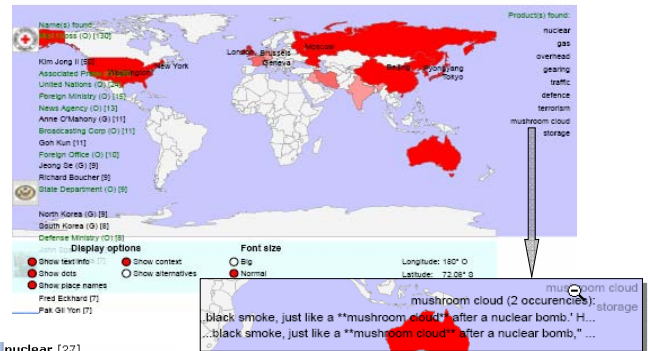 Name(s) found:
(O) [130]
Kim Jong Il
Associated
United Nations (O)
Foreign Ministry (O) [15]
News Agency (O) [13]
Anne O'Mahony (G) [11]
Broadcasting Corp (O) [11]
Goh Kun [11]
Foreign Office (O) [10]
Jeong Se (G) [9]
Richard Boucher [9]
State Department (O) [9]
North Korea (G) [9]
South Korea (G) [8]
Defense Ministry (O) [8]
Fred Eckhard [7]
Pak Gil Yon [7]
nuclear [27]
New York
London
Brussels
Geneva
Moscow
Beijing
Pyongyang
Tokyo
Product(s) found:
nuclear
gas
overhead
gearing
traffic
defence
terrorism
mushroom cloud
storage
Display options
Show text info
Show context
Show dots
Show alternatives
Show place names
Font size
Big
Normal
Longitude: 180° O
Latitude: 72.08° S
mushroom cloud
storage
mushroom cloud (2 occurencies):
.black smoke, just like a **mushroom cloud** after a nuclear bomb.' H...
...black smoke, just like a **mushroom cloud** after a nuclear bomb," ...